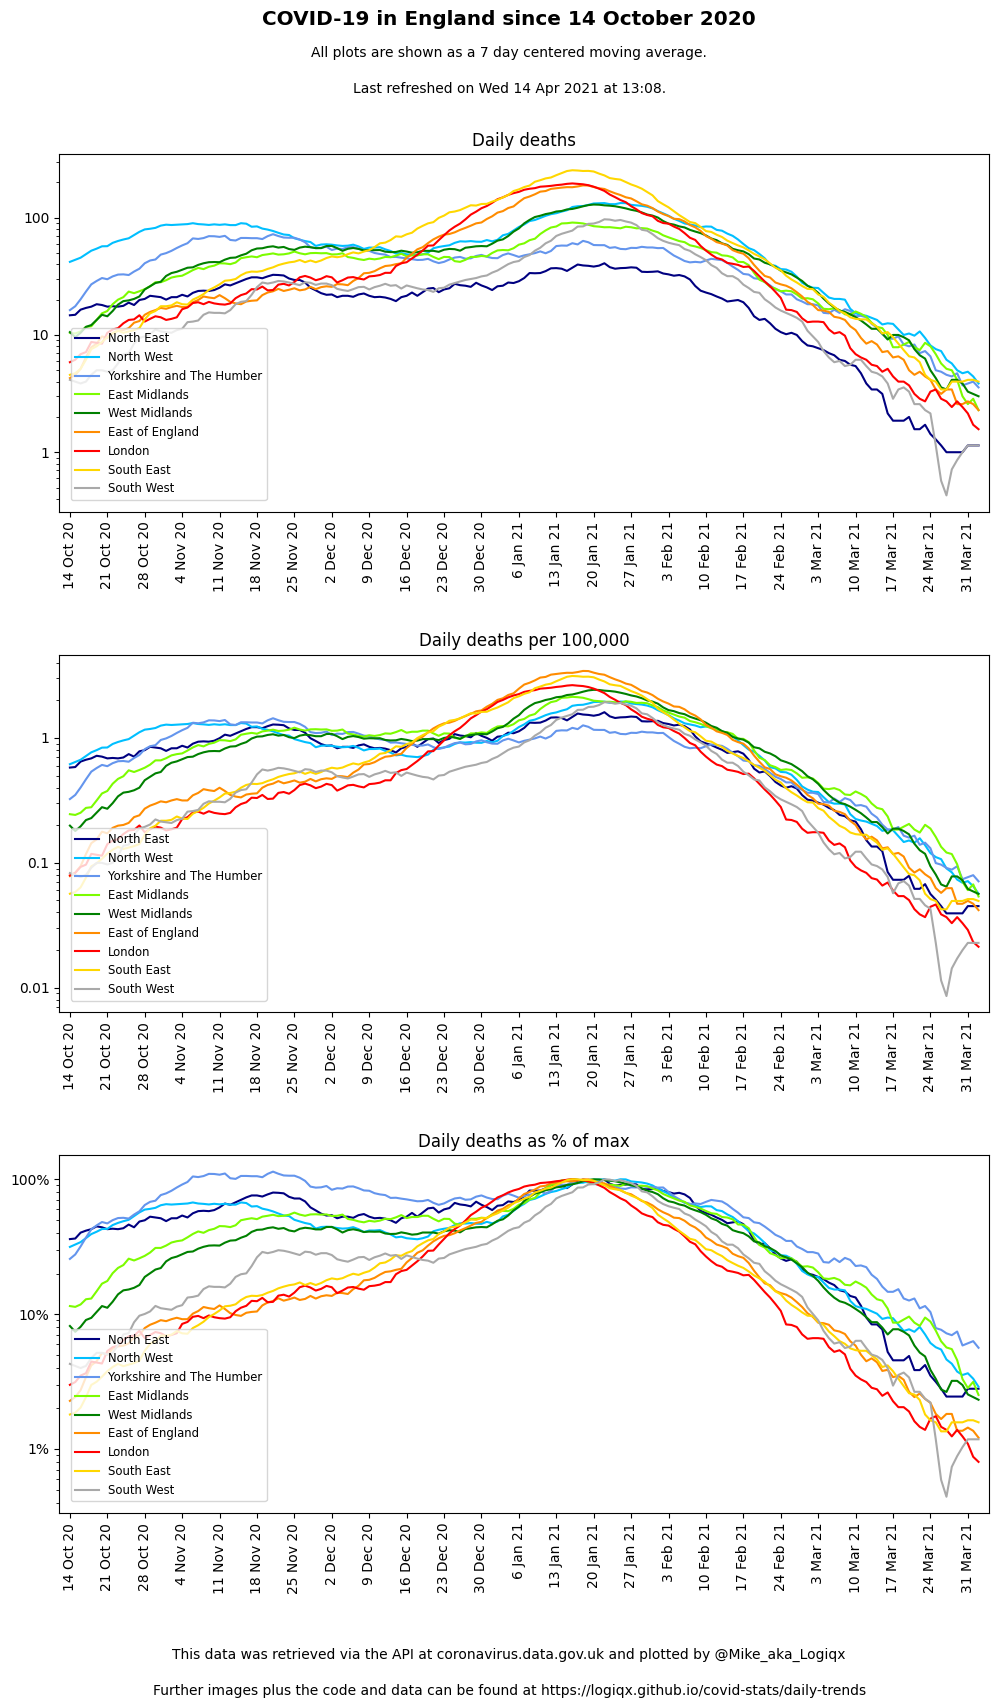 COVID-19 in England since 14 October 2020
All plots are shown as a 7 day centered moving average.
Last refreshed on Wed 14 Apr 2021 at 13:08.
Daily deaths
100
10
1
North East
North West
Yorkshire and The Humber
East Midlands
West Midlands
East of England
London
South East
South West
14 Oct 20
21 Oct 20
28 Oct 20
4 Nov 20
11 Nov 20
18 Nov 20
25 Nov 20
2 Dec 20
9 Dec 20
16 Dec 20
23 Dec 20
30 Dec 20
6 Jan 21
13 Jan 21
20 Jan 21
27 Jan 21
3 Feb 21
10 Feb 21
17 Feb 21
24 Feb 21
3 Mar 21
10 Mar 21
17 Mar 21
24 Mar 21
31 Mar 21
Daily deaths per 100,000
1
0.1
0.01
North East
North West
Yorkshire and The Humber
East Midlands
West Midlands
East of England
London
South East
South West
14 Oct 20
21 Oct 20
28 Oct 20
4 Nov 20
11 Nov 20
18 Nov 20
25 Nov 20
2 Dec 20
9 Dec 20
16 Dec 20
23 Dec 20
30 Dec 20
6 Jan 21
13 Jan 21
20 Jan 21
27 Jan 21
3 Feb 21
10 Feb 21
17 Feb 21
24 Feb 21
3 Mar 21
10 Mar 21
17 Mar 21
24 Mar 21
31 Mar 21
Daily deaths as % of max
100%
10%
1%
North East
North West
Yorkshire and The Humber
East Midlands
West Midlands
East of England
London
South East
South West
14 Oct 20
21 Oct 20
28 Oct 20
4 Nov 20
11 Nov 20
18 Nov 20
25 Nov 20
2 Dec 20
9 Dec 20
16 Dec 20
23 Dec 20
30 Dec 20
6 Jan 21
13 Jan 21
20 Jan 21
27 Jan 21
3 Feb 21
10 Feb 21
17 Feb 21
24 Feb 21
3 Mar 21
10 Mar 21
17 Mar 21
24 Mar 21
31 Mar 21
This data was retrieved via the API at coronavirus.data.gov.uk and plotted by @Mike_aka_Logiqx
Further images plus the code and data can be found at https://logiqx.github.io/covid-stats/daily-trends